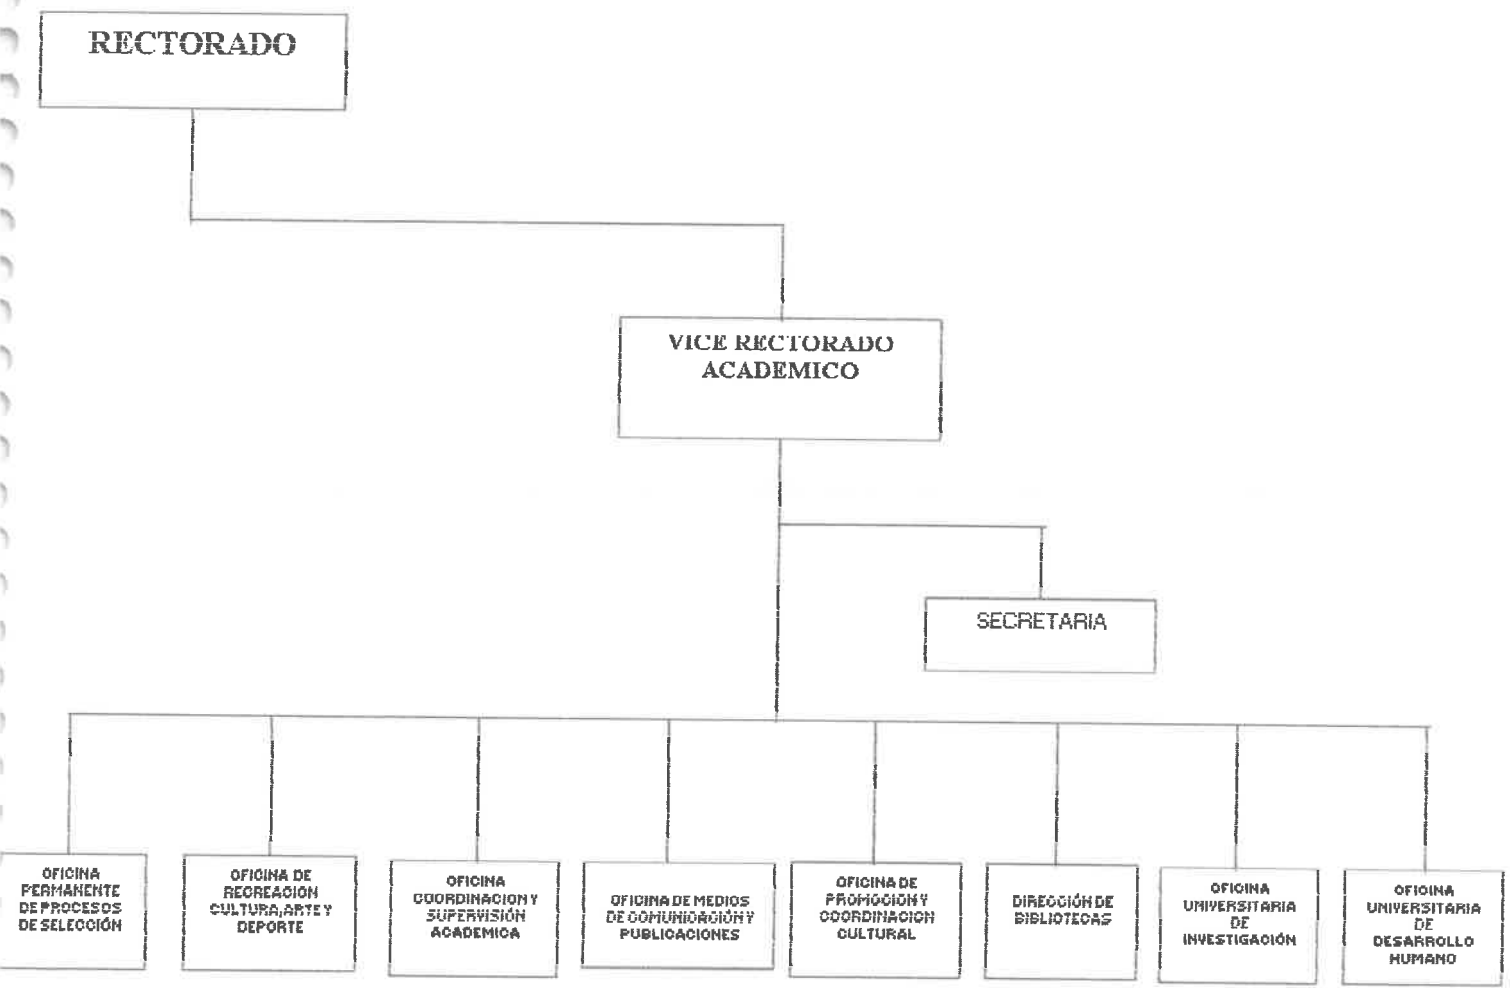 RECTORADO
VICE RECTORADO
ACADEMICO
SECRETARIA
OFICINA
PERMANENTE
DE PROCESOS
DE SELECCIÓN
OFICINA DE
RECREACION
CULTURA,ARTE Y
DEPORTE
OFICINA
COORDINACION Y
SUPERVISIÓN
ACADEMICA
OFICINA DE MEDIOS
DE COMUNICACIÓN Y
PUBLICACIONES
OFICINA DE
PROMOCIÓN Y
COORDINACION
CULTURAL
DIRECCIÓN DE
BIBLIOTECAS
OFICINA
UNIVERSITARIA
DE
INVESTIGACIÓN
OFICINA
UNIVERSITARIA
DE
DESARROLLO
HUMANO